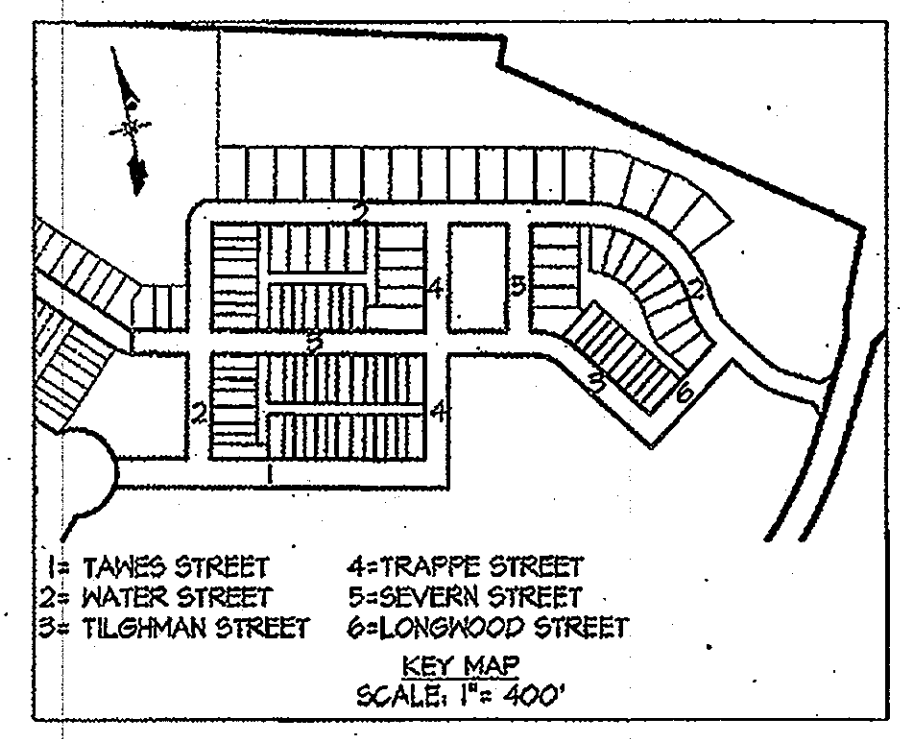 2
4
5
2
3
3
6
2
4
1
1= TAWES STREET
2= WATER STREET
3= TILGHMAN STREET
4=TRAPPE STREET
5=SEVERN STREET
6=LONGWOOD STREET
KEY MAP
SCALE: 1"= 400'